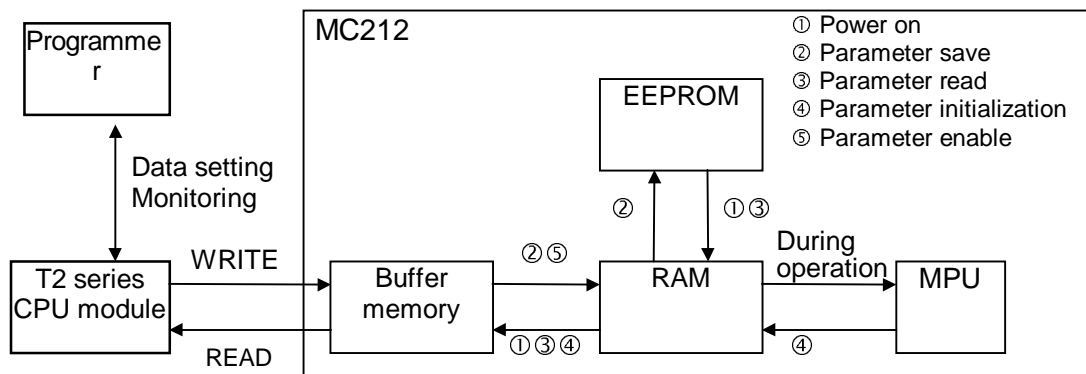 Programme
r
MC212
① Power on
② Parameter save
③ Parameter read
④ Parameter initialization
⑤ Parameter enable
EEPROM
Data setting
Monitoring
②
①③
During
operation
WRITE
②⑤
T2 series
CPU module
Buffer
memory
RAM
MPU
READ
①③④
④